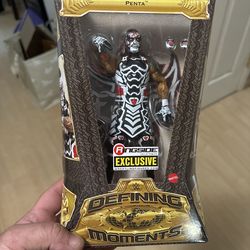 PENTA
RINGSIDE
EXCLUSIVE
DEFINING
MOMENTS